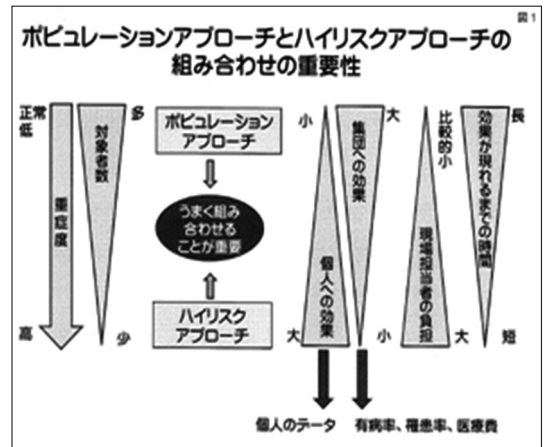 図1
ポピュレーションアプローチとハイリスクアプローチの
組み合わせの重要性
正常
低
重症度
高
多
対象者数
少
ポピュレーション
アプローチ
うまく組み
合わせる
ことが重要
ハイリスク
アプローチ
小
個人への効果
大
大
集団への効果
小
比較的小
現場担当者の負担
大
長
効果が現れるまでの時間
短
個人のデータ
有病率、罹患率、医療費